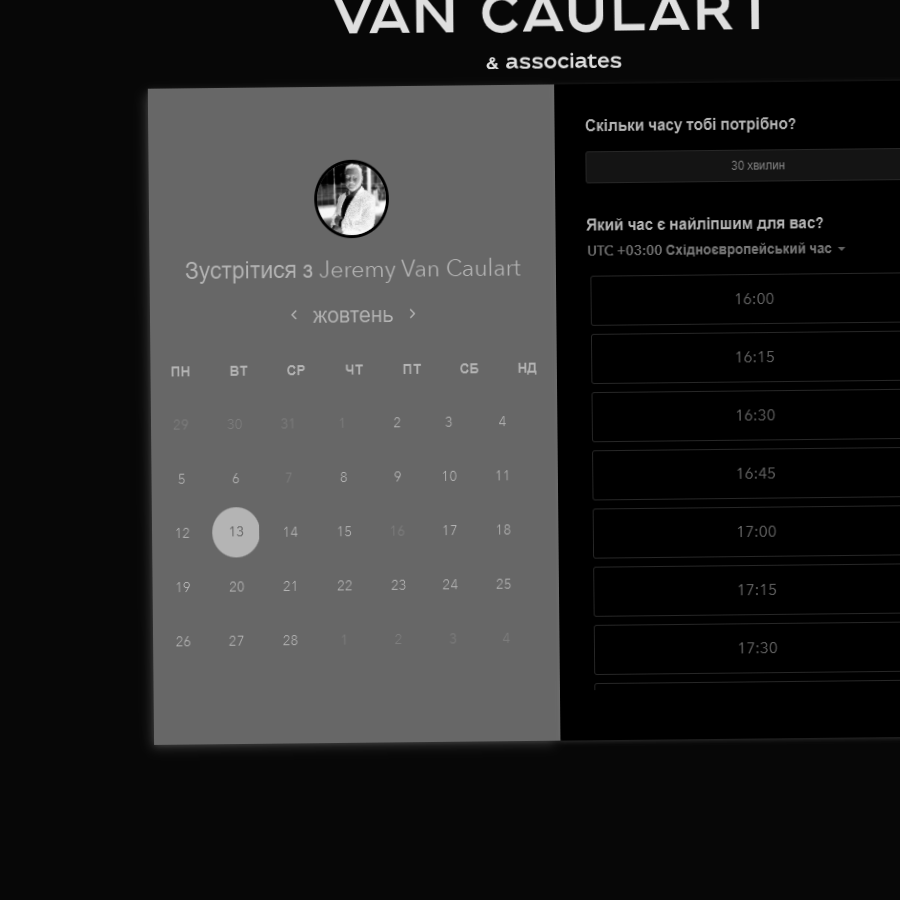 VAN CAULART
& associates
Зустрітися з Jeremy Van Caulart
жовтень
ПН ВТ СР ЧТ ПТ СБ НД
29 30 31 1 2 3 4
5 6 7 8 9 10 11
12 13 14 15 16 17 18
19 20 21 22 23 24 25
26 27 28 1 2 3 4
Скільки часу тобі потрібно?
30 хвилин
Який час є найліпшим для вас?
UTC +03:00 Східноєвропейський час
16:00
16:15
16:30
16:45
17:00
17:15
17:30